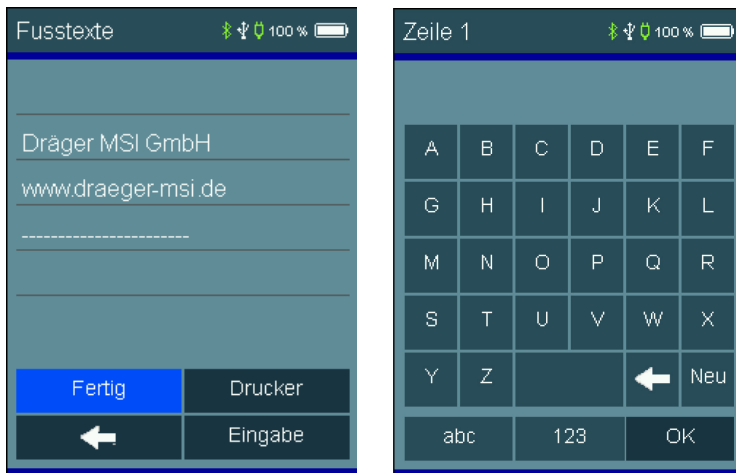 Fusstexte 100 %
Dräger MSI GmbH
www.draeger-msi.de
-----------------------
Fertig Drucker
Eingabe
Zeile 1 100 %
A B C D E F
G H I J K L
M N O P Q R
S T U V W X
Y Z Neu
abc 123 OK